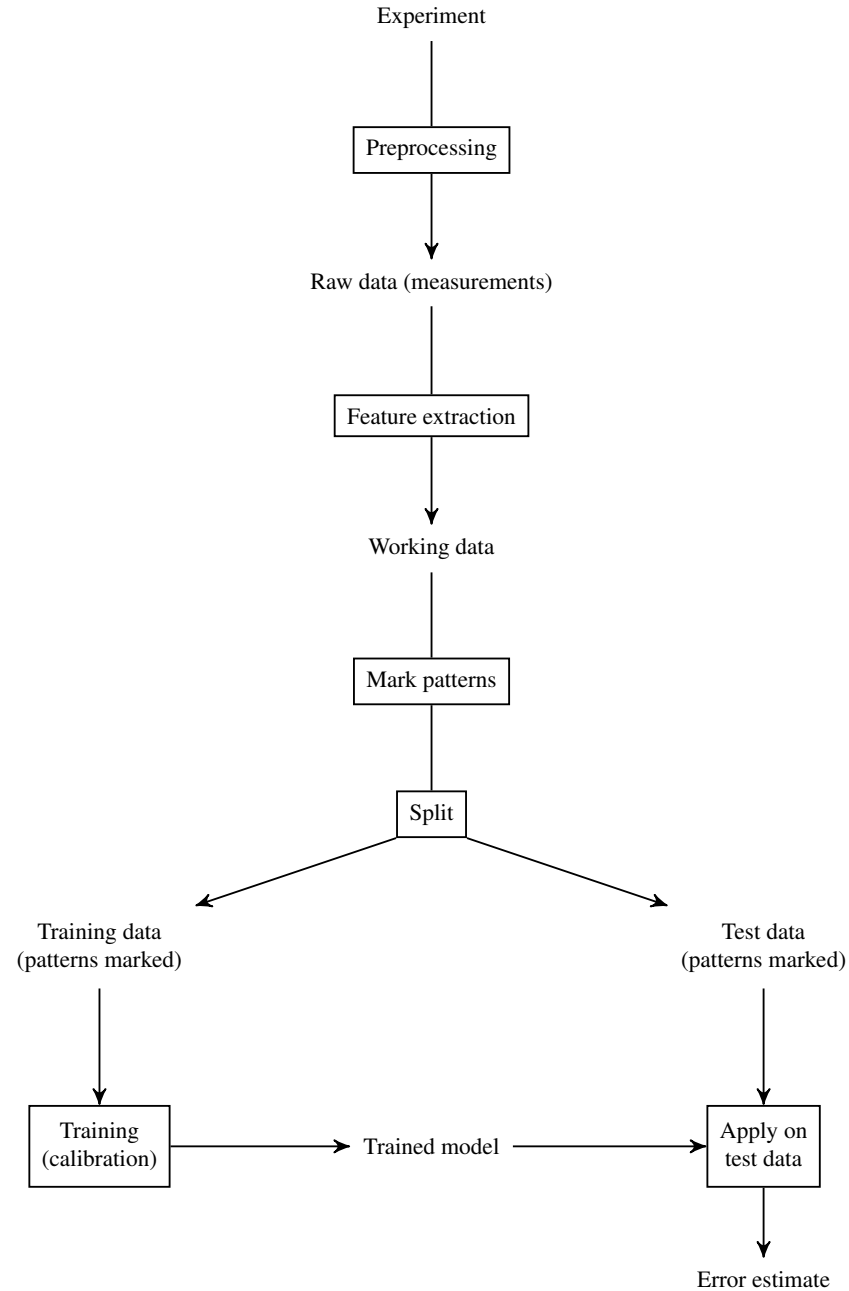 Experiment
Preprocessing
Raw data (measurements)
Feature extraction
Working data
Mark patterns
Split
Training data
(patterns marked)
Test data
(patterns marked)
Training
(calibration)
Trained model
Apply on
test data
Error estimate